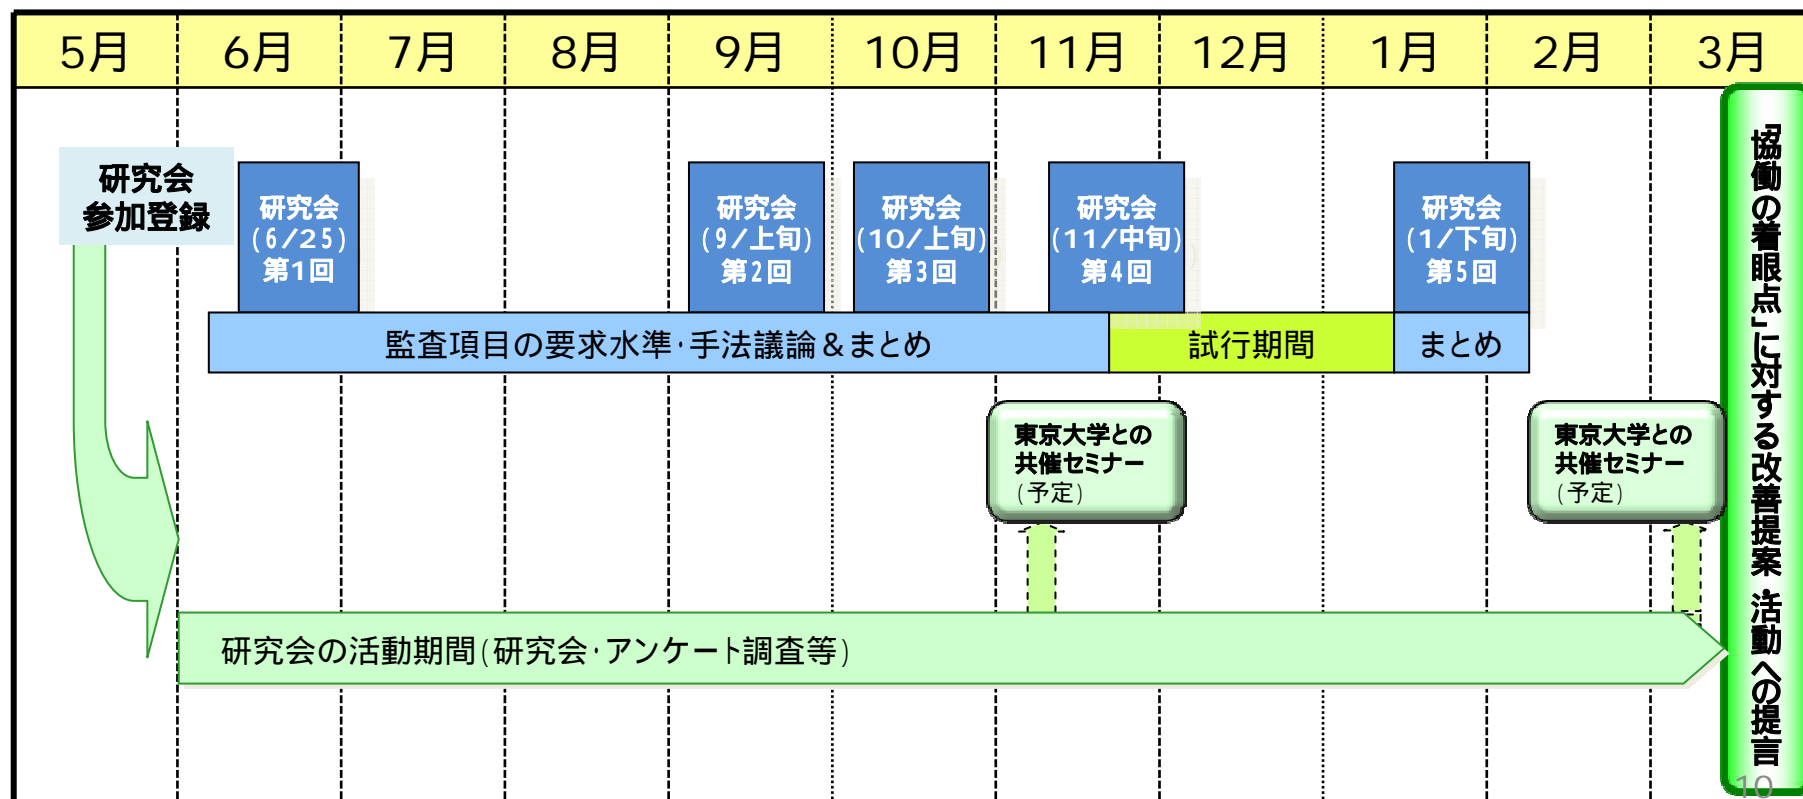 5月 6月 7月 8月 9月 10月 11月 12月 1月 2月 3月
研究会
参加登録
研究会
(6/25)
第1回
研究会
(9/上旬)
第2回
研究会
(10/上旬)
第3回
研究会
(11/中旬)
第4回
研究会
(1/下旬)
第5回
監査項目の要求水準・手法議論＆まとめ
試行期間
まとめ
東京大学との
共催セミナー
(予定)
東京大学との
共催セミナー
(予定)
研究会の活動期間(研究会・アンケート調査等)
「協働の着眼点」に対する改善提案・活動への提言
10